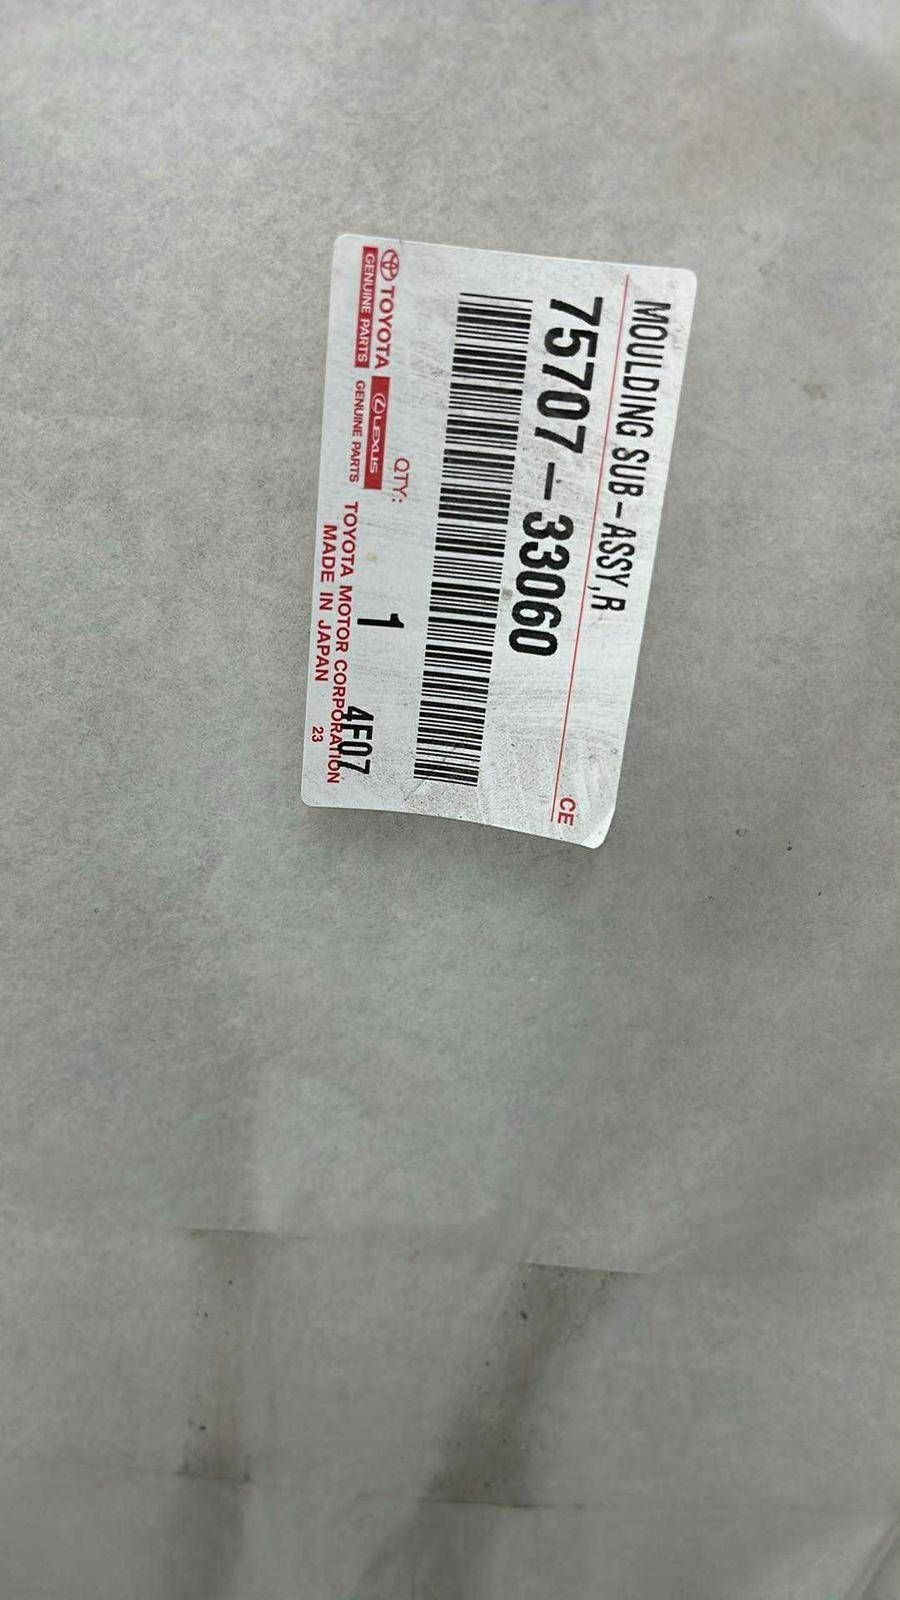 MOULDING SUB-ASSY,R
CE
75707-33060
QTY: 1 4F07
TOYOTA
GENUINE PARTS
LEXUS
GENUINE PARTS
TOYOTA MOTOR CORPORATION
MADE IN JAPAN 23